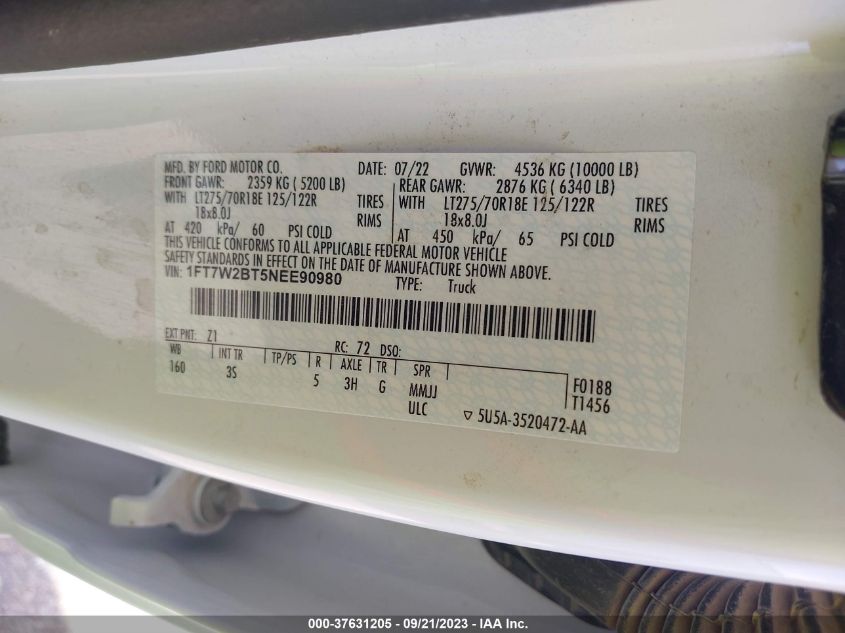 MFD. BY FORD MOTOR CO. DATE: 07/22 GVWR: 4536 KG (10000 LB)
FRONT GAWR: 2359 KG ( 5200 LB) REAR GAWR: 2876 KG ( 6340 LB)
WITH LT275/70R18E 125/122R TIRES WITH LT275/70R18E 125/122R TIRES
18x8.0J RIMS 18x8.0J RIMS
AT 420 kPa/ 60 PSI COLD AT 450 kPa/ 65 PSI COLD
THIS VEHICLE CONFORMS TO ALL APPLICABLE FEDERAL MOTOR VEHICLE
SAFETY STANDARDS IN EFFECT ON THE DATE OF MANUFACTURE SHOWN ABOVE.
VIN: 1FT7W2BT5NEE90980 TYPE: Truck
EXT PNT: Z1 RC: 72 DSO:
WB INT TR TP/PS R AXLE TR SPR
160 3S 5 3H G MMJJ F0188
ULC T1456
▽ 5U5A-3520472-AA
000-37631205 - 09/21/2023 - IAA Inc.